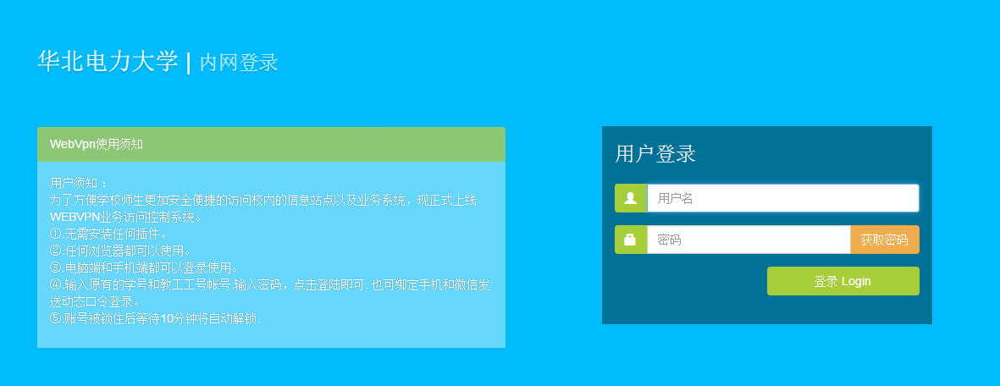 华北电力大学 | 内网登录
WebVpn使用须知
用户须知 ：
为了方便学校师生更加安全便捷的访问校内的信息站点以及业务系统，现正式上线
WEBVPN业务访问控制系统。
①.无需安装任何插件。
②.任何浏览器都可以使用。
③.电脑端和手机端都可以登录使用。
④.输入原有的学号和教工工号帐号.输入密码，点击登陆即可. 也可绑定手机和微信发
送动态口令登录。
⑤.账号被锁住后等待10分钟将自动解锁.
用户登录
用户名
密码 获取密码
登录 Login